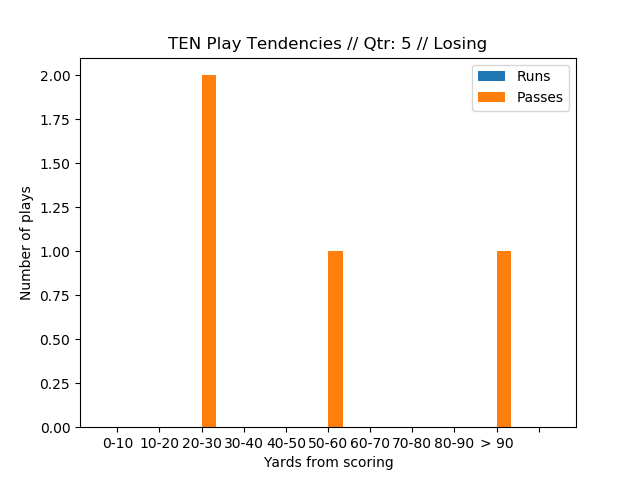 TEN Play Tendencies // Qtr: 5 // Losing
Runs
Passes
Number of plays
2.00
1.75
1.50
1.25
1.00
0.75
0.50
0.25
0.00
0-10 10-20 20-30 30-40 40-50 50-60 60-70 70-80 80-90 > 90
Yards from scoring